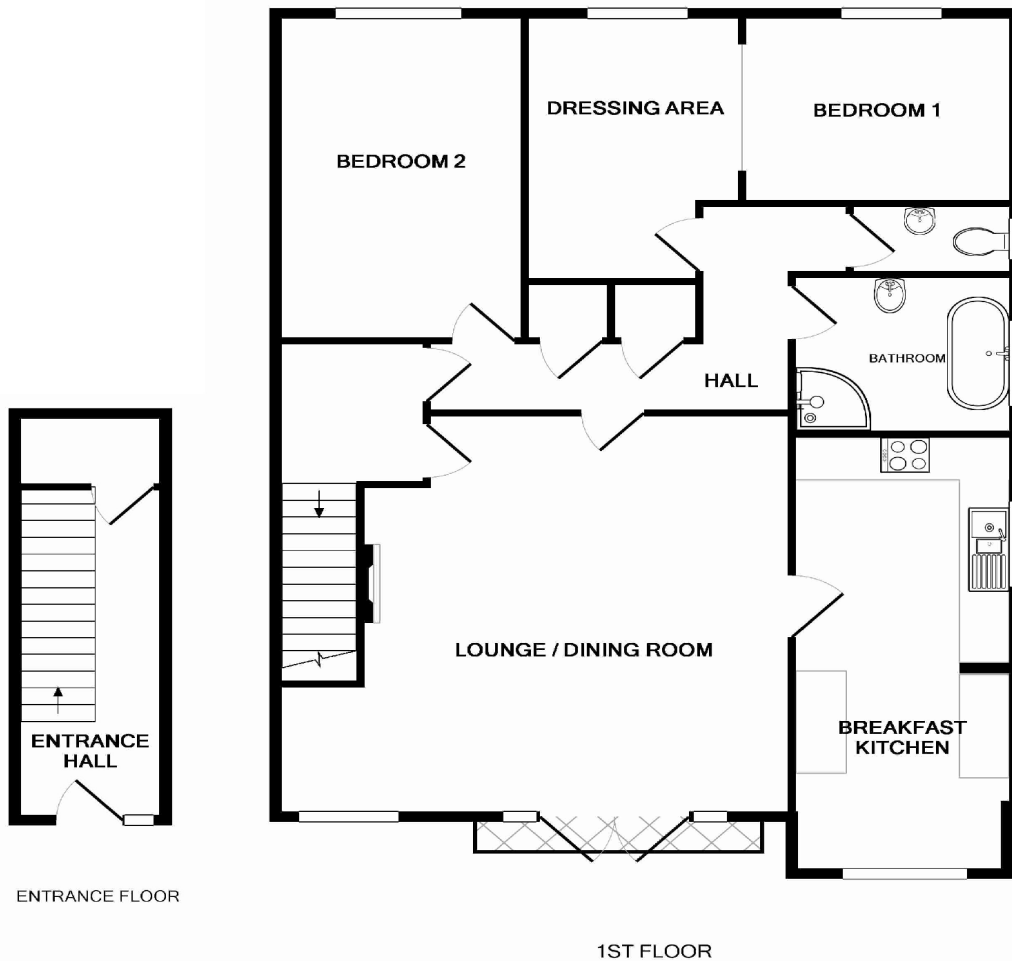 DRESSING AREA
BEDROOM 1
BEDROOM 2
BATHROOM
HALL
LOUNGE / DINING ROOM
BREAKFAST
KITCHEN
ENTRANCE
HALL
ENTRANCE FLOOR
1ST FLOOR